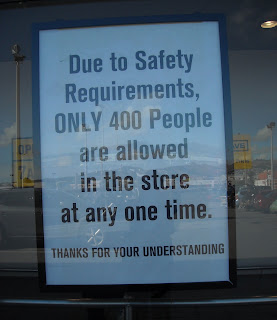 Due to Safety
Requirements,
ONLY 400 People
are allowed
in the store
at any one time.
THANKS FOR YOUR UNDERSTANDING